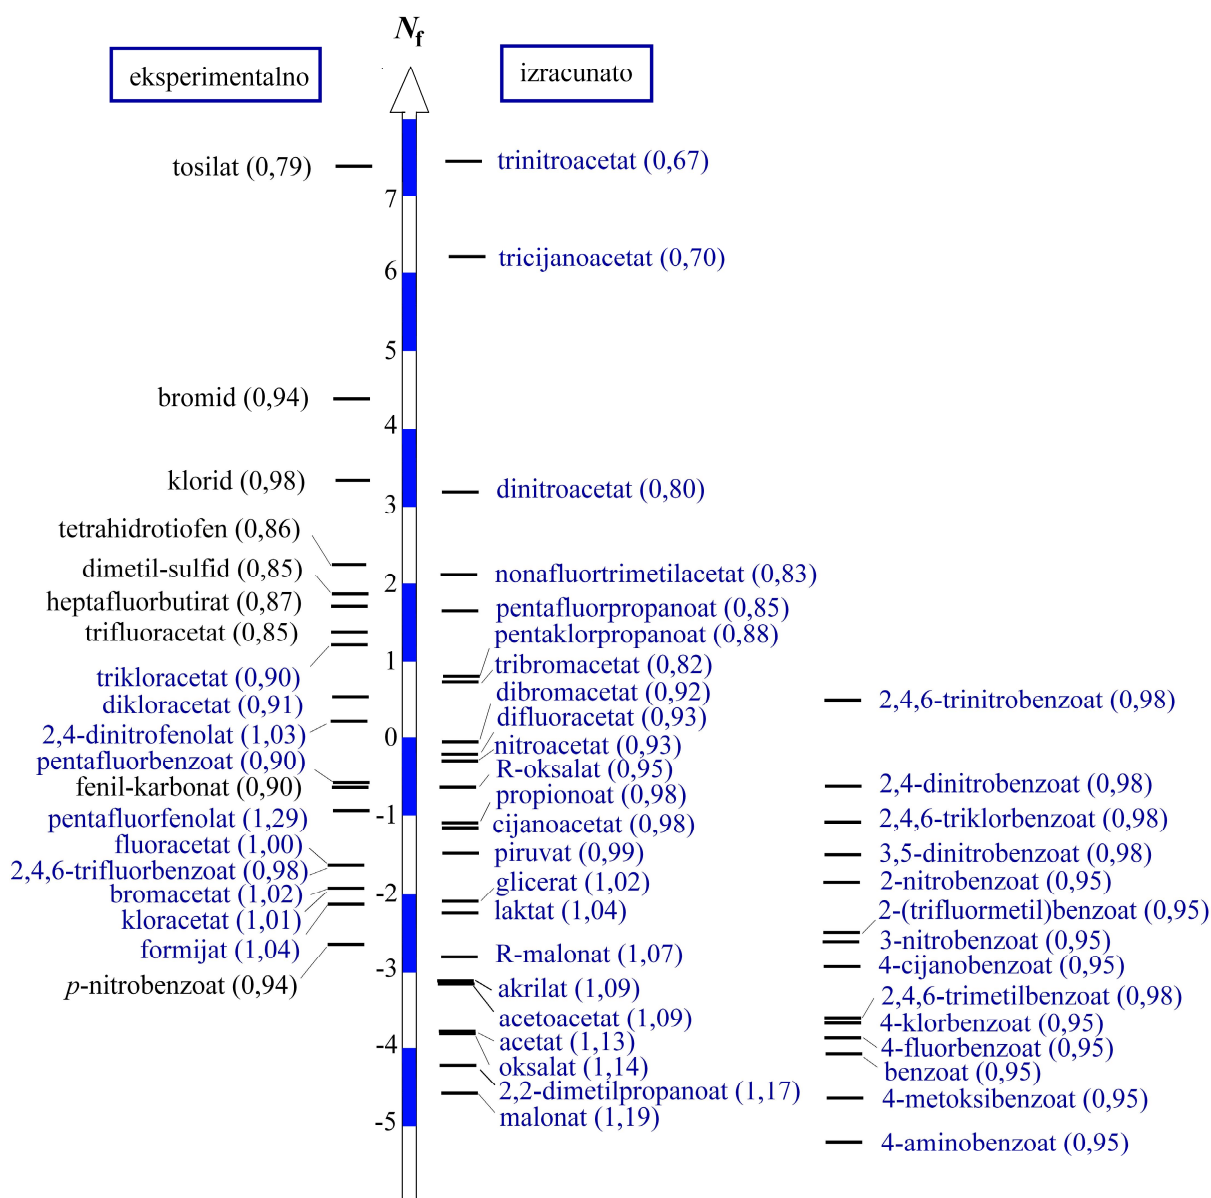 N_f
eksperimentalno
izracunato
tosilat (0,79)
7
6
5
bromid (0,94)
4
klorid (0,98)
3
tetrahidrotiofen (0,86)
dimetil-sulfid (0,85)
2
heptafluorbutirat (0,87)
trifluoracetat (0,85)
1
trikloracetat (0,90)
dikloracetat (0,91)
2,4-dinitrofenolat (1,03)
0
pentafluorbenzoat (0,90)
fenil-karbonat (0,90)
-1
pentafluorfenolat (1,29)
fluoracetat (1,00)
2,4,6-trifluorbenzoat (0,98)
bromacetat (1,02)
-2
kloracetat (1,01)
formijat (1,04)
-3
p-nitrobenzoat (0,94)
-4
-5
trinitroacetat (0,67)
tricijanoacetat (0,70)
dinitroacetat (0,80)
nonafluortrimetilacetat (0,83)
pentafluorpropanoat (0,85)
pentaklorpropanoat (0,88)
tribromacetat (0,82)
dibromacetat (0,92)
difluoracetat (0,93)
nitroacetat (0,93)
R-oksalat (0,95)
propionoat (0,98)
cijanoacetat (0,98)
piruvat (0,99)
glicerat (1,02)
laktat (1,04)
R-malonat (1,07)
akrilat (1,09)
acetoacetat (1,09)
acetat (1,13)
oksalat (1,14)
2,2-dimetilpropanoat (1,17)
malonat (1,19)
2,4,6-trinitrobenzoat (0,98)
2,4-dinitrobenzoat (0,98)
2,4,6-triklorbenzoat (0,98)
3,5-dinitrobenzoat (0,98)
2-nitrobenzoat (0,95)
2-(trifluormetil)benzoat (0,95)
3-nitrobenzoat (0,95)
4-cijanobenzoat (0,95)
2,4,6-trimetilbenzoat (0,98)
4-klorbenzoat (0,95)
4-fluorbenzoat (0,95)
benzoat (0,95)
4-metoksibenzoat (0,95)
4-aminobenzoat (0,95)